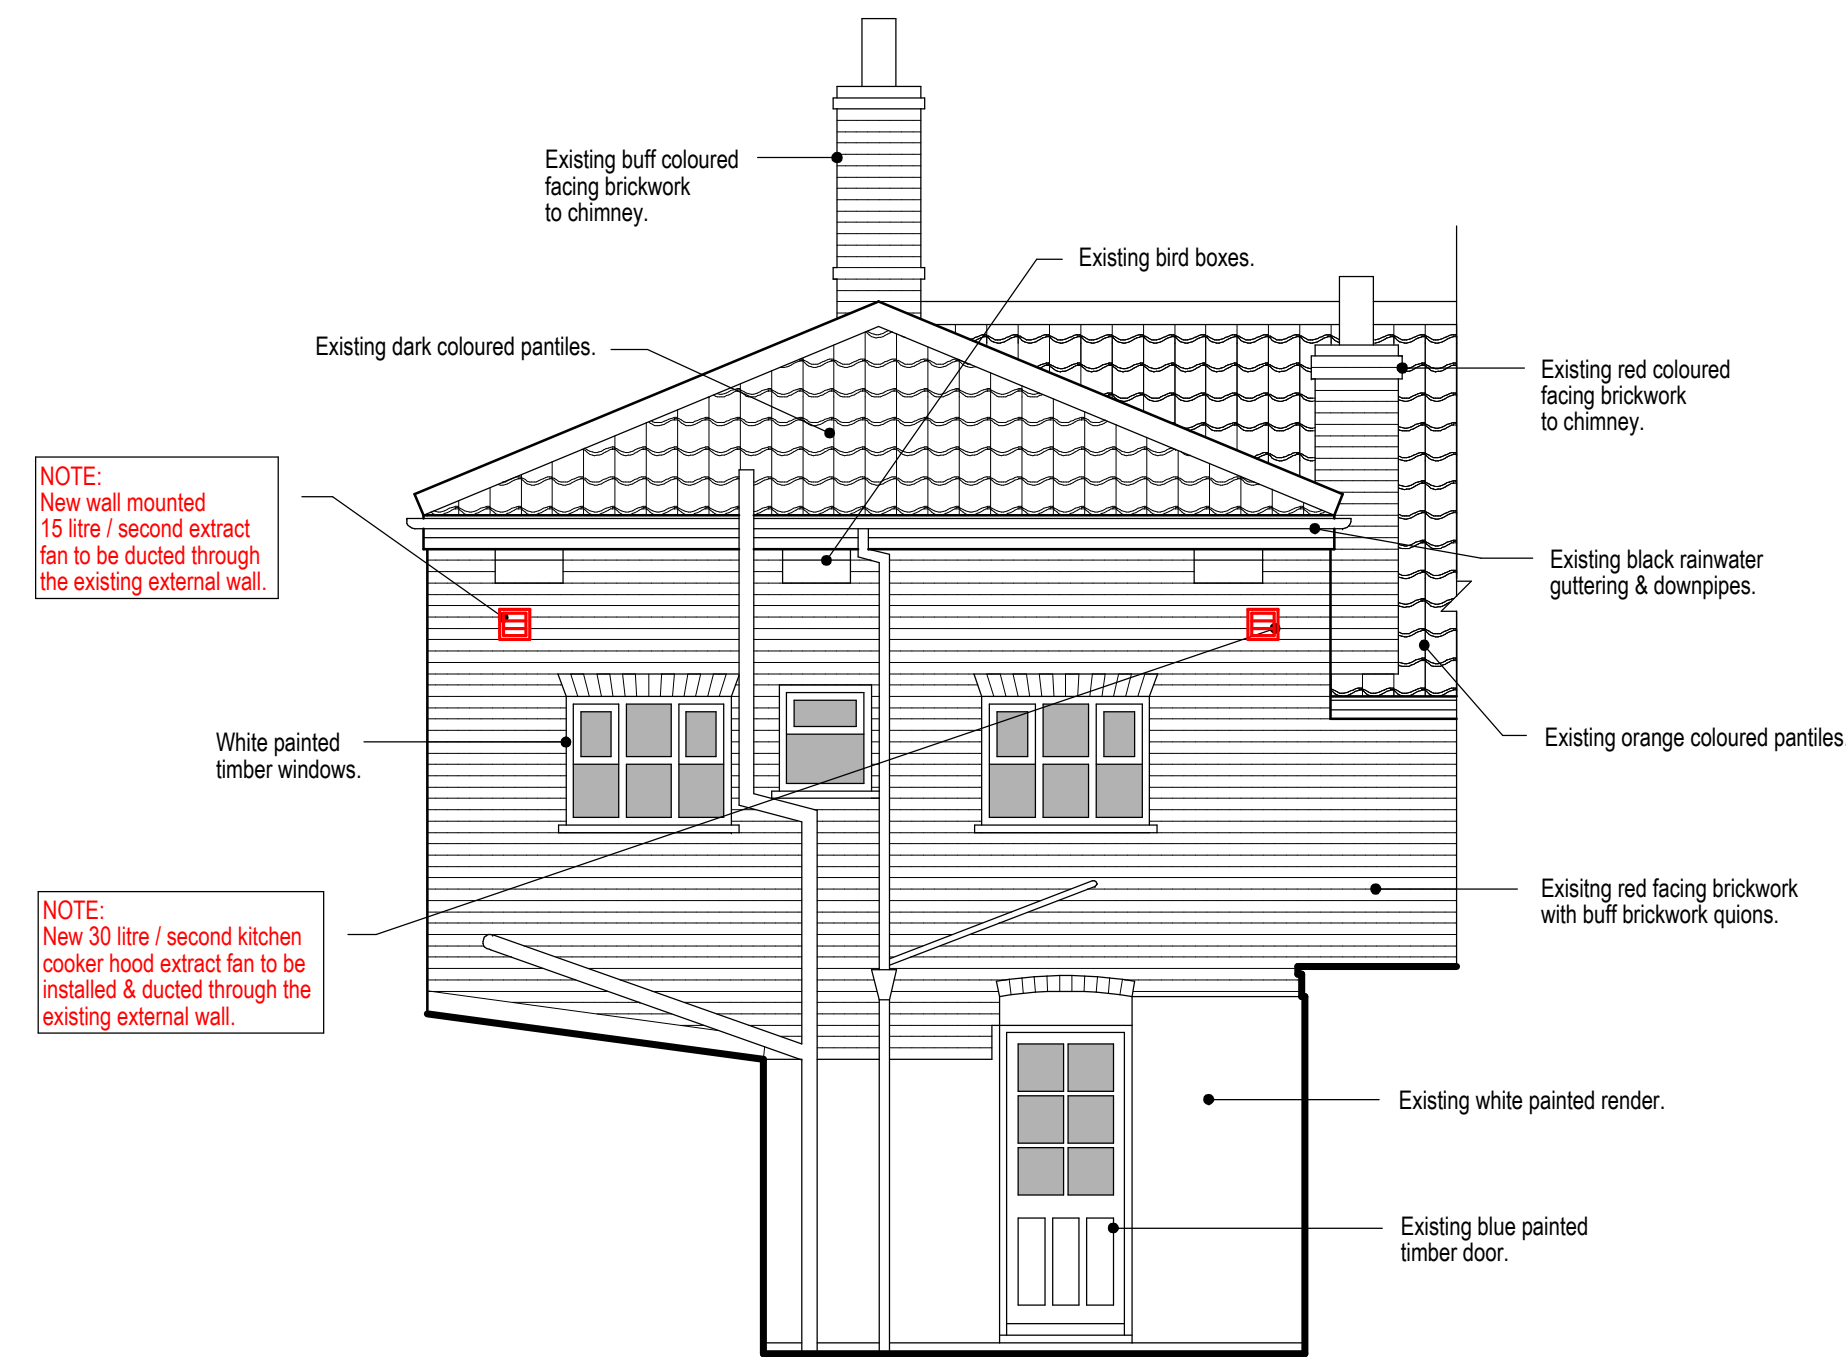 Existing buff coloured
facing brickwork
to chimney.
Existing bird boxes.
Existing dark coloured pantiles.
Existing red coloured
facing brickwork
to chimney.
NOTE:
New wall mounted
15 litre / second extract
fan to be ducted through
the existing external wall.
Existing black rainwater
guttering & downpipes.
White painted
timber windows.
Existing orange coloured pantiles.
NOTE:
New 30 litre / second kitchen
cooker hood extract fan to be
installed & ducted through the
existing external wall.
Exisitng red facing brickwork
with buff brickwork quions.
Existing white painted render.
Existing blue painted
timber door.